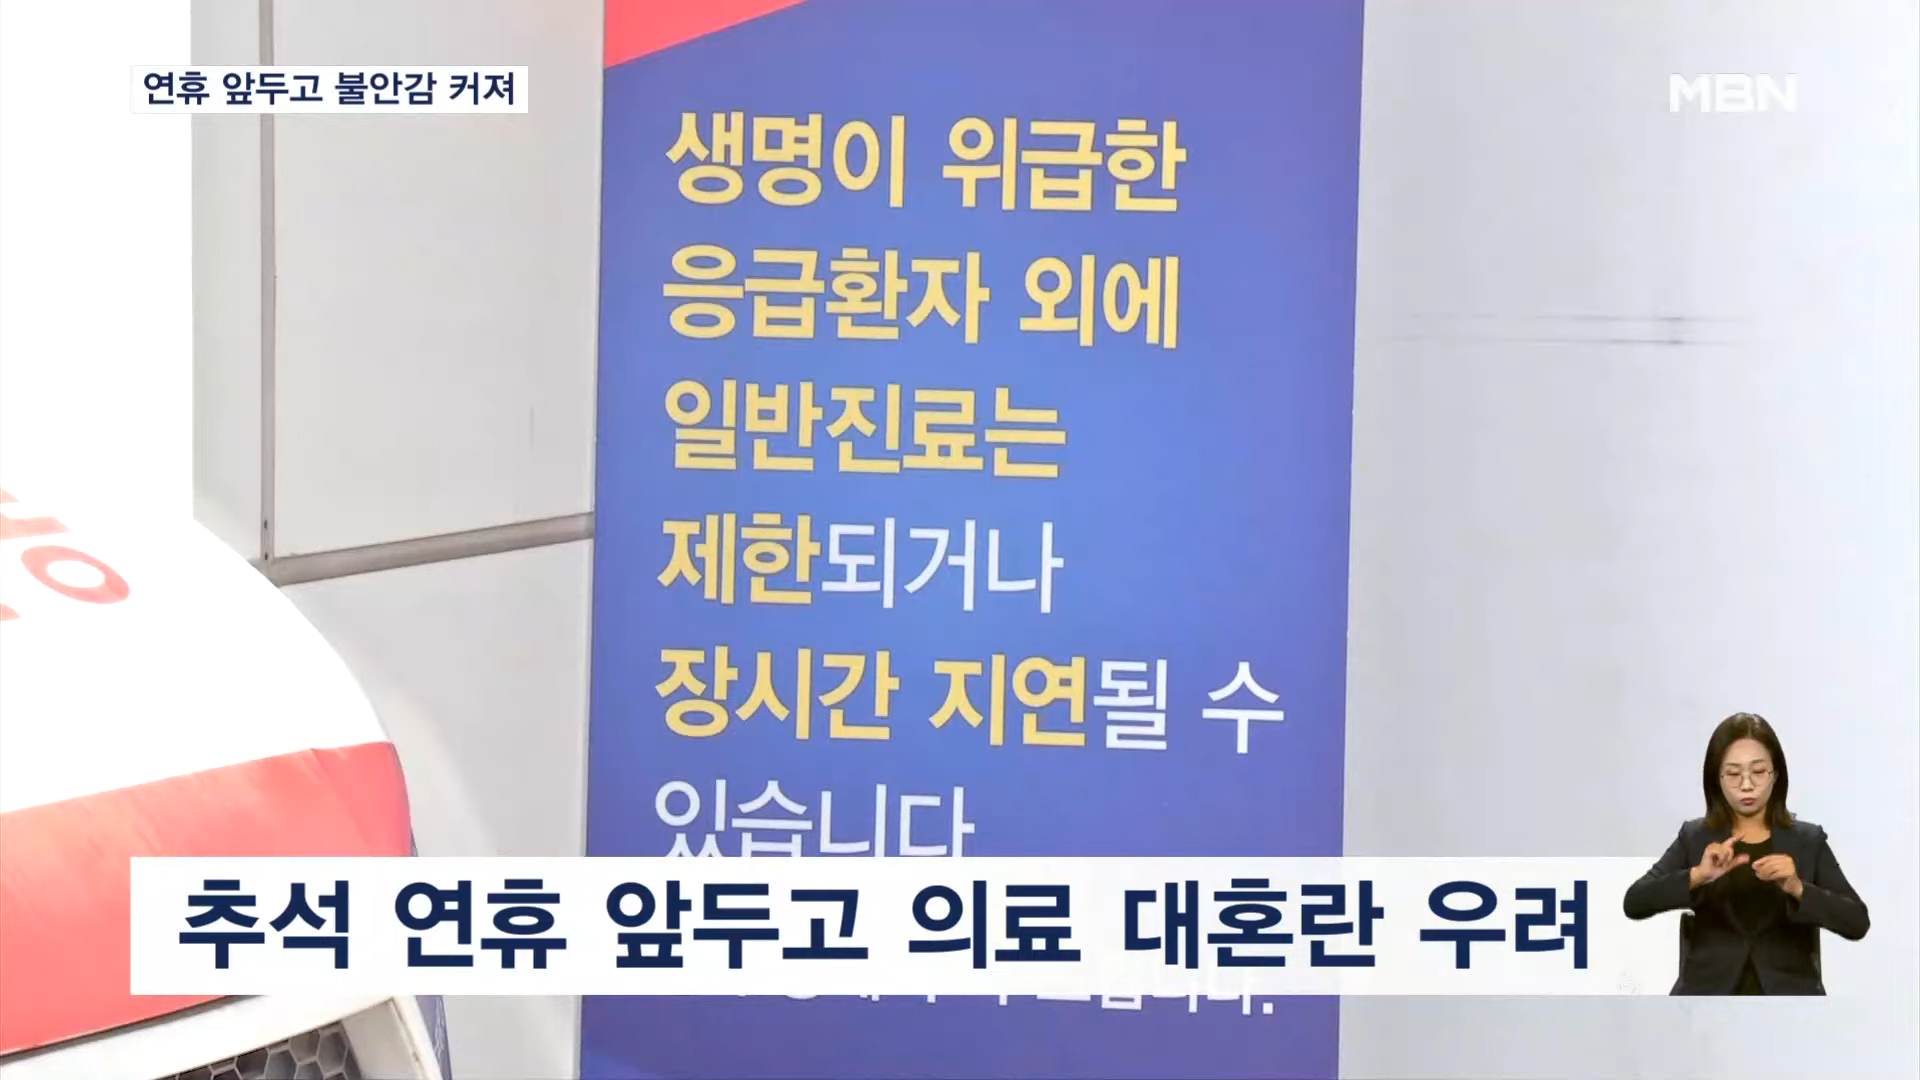 연휴 앞두고 불안감 커져
MBN
생명이 위급한
응급환자 외에
일반진료는
제한되거나
장시간 지연될 수
있습니다
추석 연휴 앞두고 의료 대혼란 우려